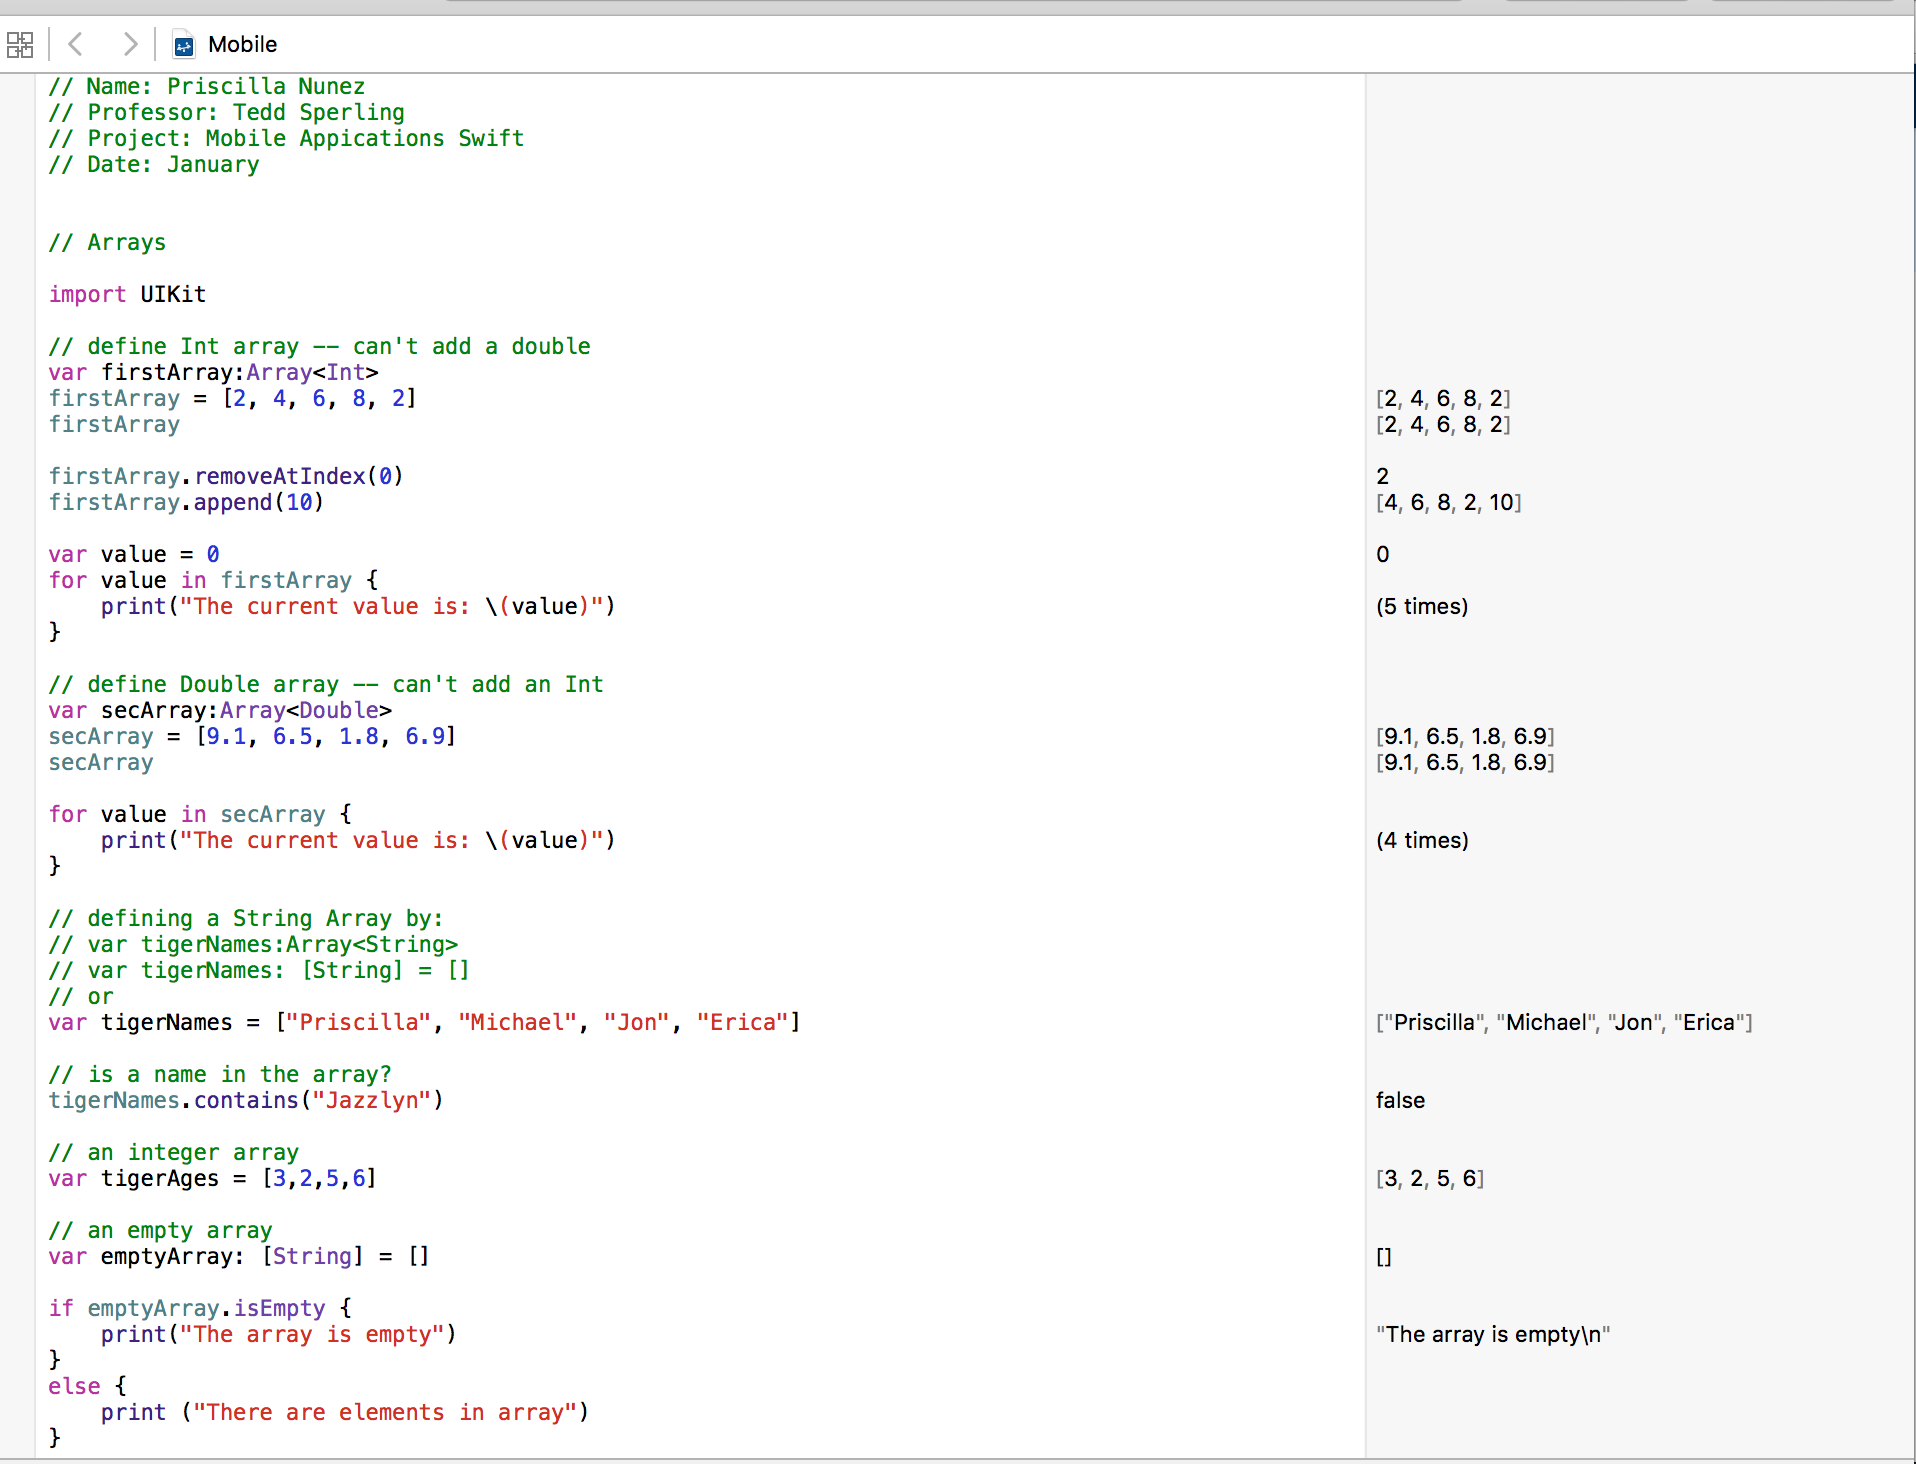 Mobile
// Name: Priscilla Nunez
// Professor: Tedd Sperling
// Project: Mobile Appications Swift
// Date: January
// Arrays
import UIKit
// define Int array -- can't add a double
var firstArray:Array<Int>
firstArray = [2, 4, 6, 8, 2] [2, 4, 6, 8, 2]
firstArray [2, 4, 6, 8, 2]
firstArray.removeAtIndex(0) 2
firstArray.append(10) [4, 6, 8, 2, 10]
var value = 0 0
for value in firstArray {
print("The current value is: \(value)") (5 times)
}
// define Double array -- can't add an Int
var secArray:Array<Double>
secArray = [9.1, 6.5, 1.8, 6.9] [9.1, 6.5, 1.8, 6.9]
secArray [9.1, 6.5, 1.8, 6.9]
for value in secArray {
print("The current value is: \(value)") (4 times)
}
// defining a String Array by:
// var tigerNames:Array<String>
// var tigerNames: [String] = []
// or
var tigerNames = ["Priscilla", "Michael", "Jon", "Erica"] ["Priscilla", "Michael", "Jon", "Erica"]
// is a name in the array?
tigerNames.contains("Jazzlyn") false
// an integer array
var tigerAges = [3,2,5,6] [3, 2, 5, 6]
// an empty array
var emptyArray: [String] = [] []
if emptyArray.isEmpty {
print("The array is empty") "The array is empty\n"
}
else {
print ("There are elements in array")
}